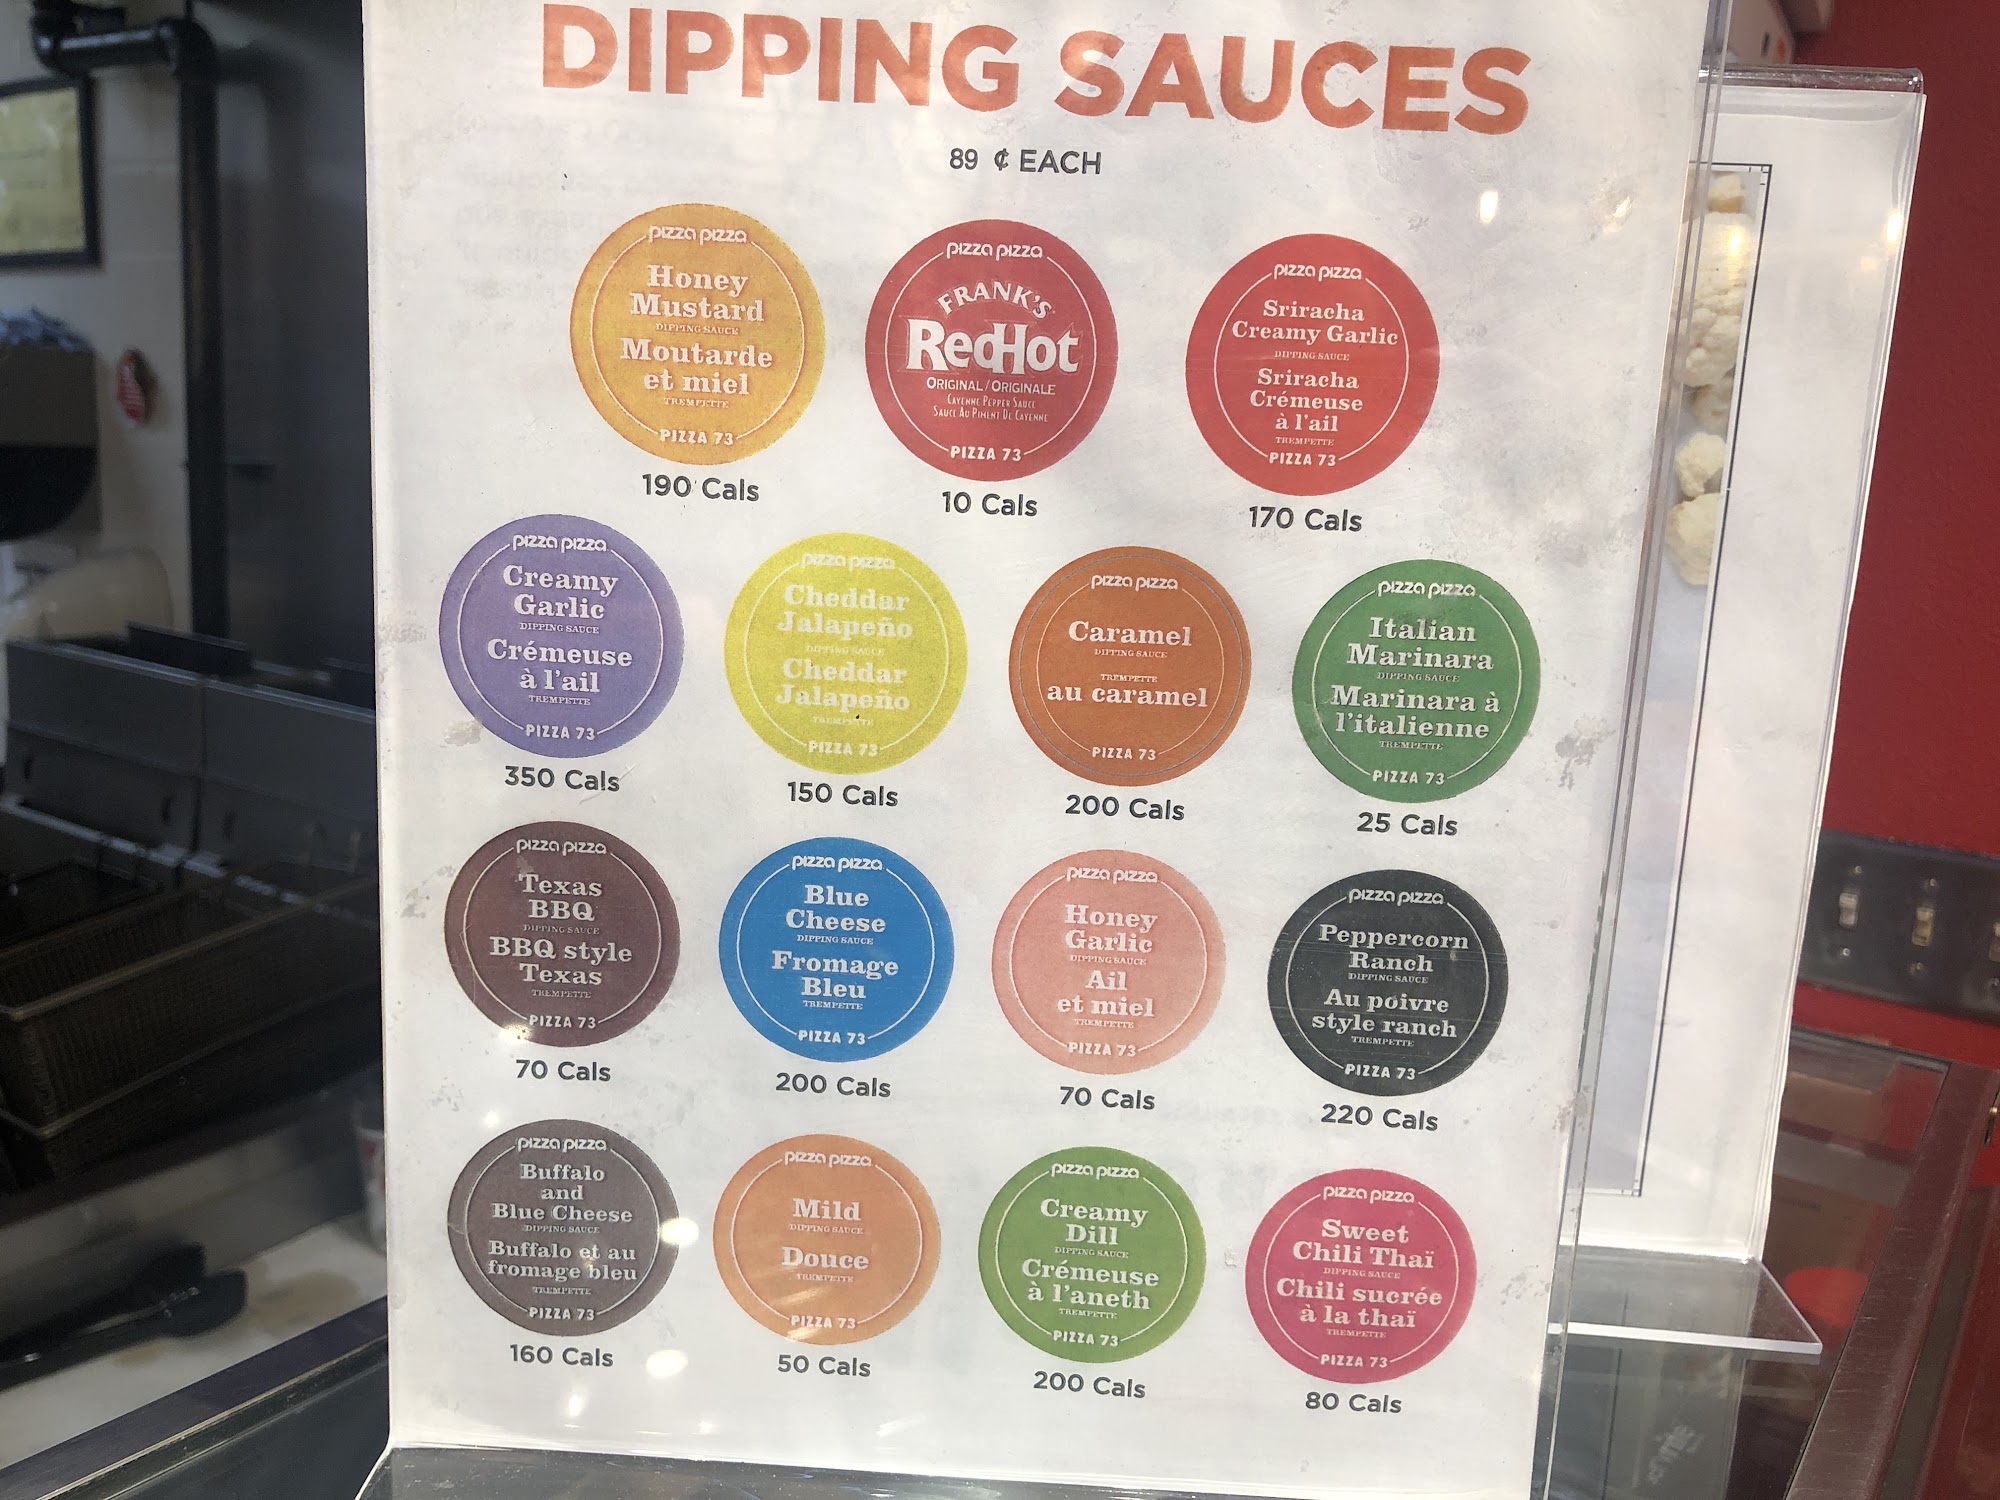 DIPPING SAUCES
89 ¢ EACH
pizza pizza
Honey
Mustard
DIPPING SAUCE
Moutarde
et miel
TREMPETTE
PIZZA 73
190 Cals
pizza pizza
FRANK'S
RedHot
ORIGINAL / ORIGINALE
CAYENNE PEPPER SAUCE
SAUCE AU PIMENT DE CAYENNE
PIZZA 73
10 Cals
pizza pizza
Sriracha
Creamy Garlic
DIPPING SAUCE
Sriracha
Crémeuse
à l'ail
TREMPETTE
PIZZA 73
170 Cals
pizza pizza
Creamy
Garlic
DIPPING SAUCE
Crémeuse
à l'ail
TREMPETTE
PIZZA 73
350 Cals
pizza pizza
Cheddar
Jalapeño
DIPPING SAUCE
Cheddar
Jalapeño
TREMPETTE
PIZZA 73
150 Cals
pizza pizza
Caramel
DIPPING SAUCE
TREMPETTE
au caramel
PIZZA 73
200 Cals
pizza pizza
Italian
Marinara
DIPPING SAUCE
Marinara à
l'italienne
TREMPETTE
PIZZA 73
25 Cals
pizza pizza
Texas
BBQ
DIPPING SAUCE
BBQ style
Texas
TREMPETTE
PIZZA 73
70 Cals
pizza pizza
Blue
Cheese
DIPPING SAUCE
Fromage
Bleu
TREMPETTE
PIZZA 73
200 Cals
pizza pizza
Honey
Garlic
DIPPING SAUCE
Ail
et miel
TREMPETTE
PIZZA 73
70 Cals
pizza pizza
Peppercorn
Ranch
DIPPING SAUCE
Au poivre
style ranch
TREMPETTE
PIZZA 73
220 Cals
pizza pizza
Buffalo
and
Blue Cheese
DIPPING SAUCE
Buffalo et au
fromage bleu
TREMPETTE
PIZZA 73
160 Cals
pizza pizza
Mild
DIPPING SAUCE
Douce
TREMPETTE
PIZZA 73
50 Cals
pizza pizza
Creamy
Dill
DIPPING SAUCE
Crémeuse
à l'aneth
TREMPETTE
PIZZA 73
200 Cals
pizza pizza
Sweet
Chili Thaï
DIPPING SAUCE
Chili sucrée
à la thaï
TREMPETTE
PIZZA 73
80 Cals